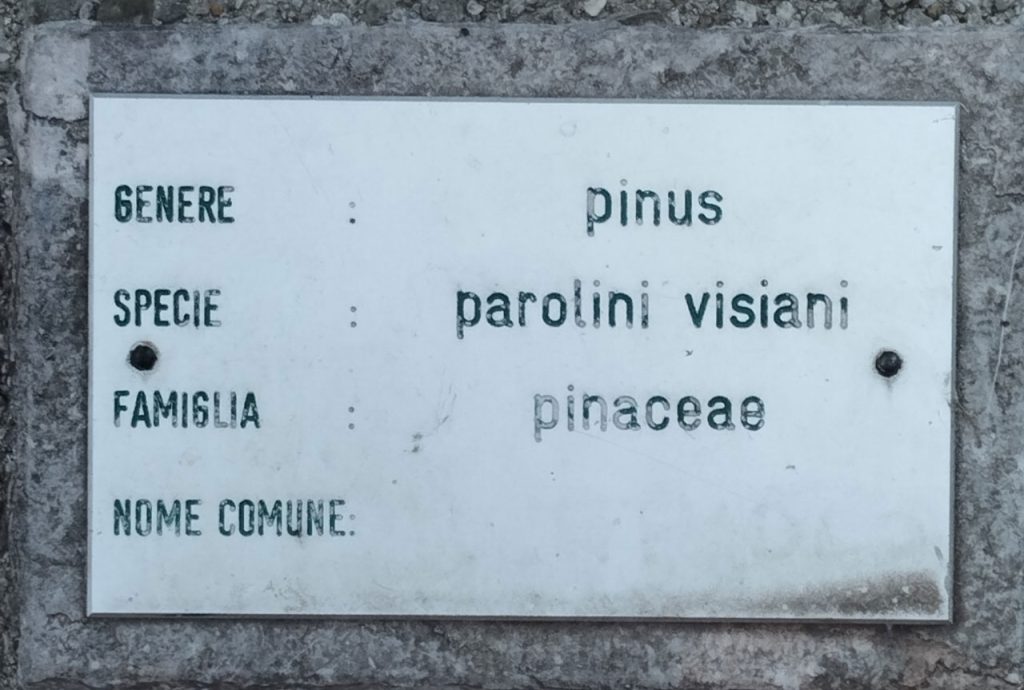 GENERE : pinus
SPECIE : parolini visiani
FAMIGLIA : pinaceae
NOME COMUNE: